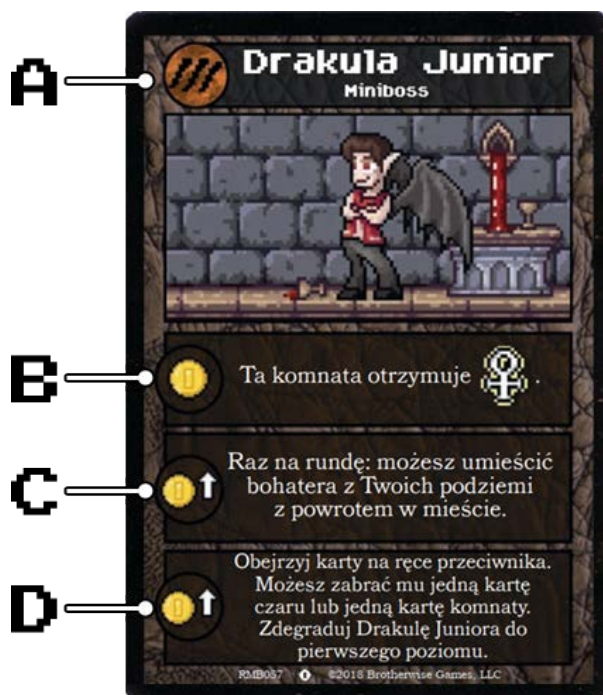 A
Drakula Junior
Miniboss
B
Ta komnata otrzymuje .
C
Raz na rundę: możesz umieścić
bohatera z Twoich podziemi
z powrotem w mieście.
D
Obejrzyj karty na ręce przeciwnika.
Możesz zabrać mu jedną kartę
czaru lub jedną kartę komnaty.
Zdegraduj Drakulę Juniora do
pierwszego poziomu.
RMB037 ©2018 Brotherwise Games, LLC